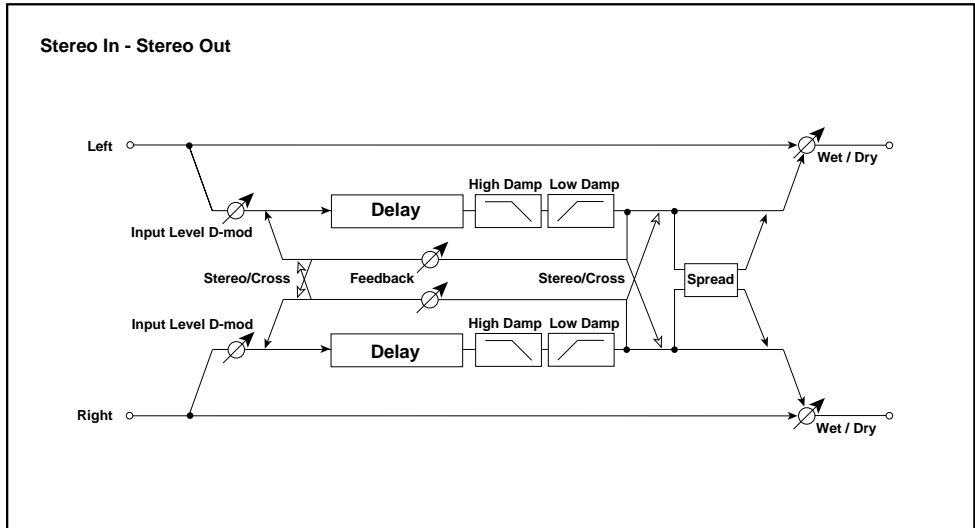 Stereo In - Stereo Out
Left
Wet / Dry
High Damp
Low Damp
Delay
Input Level D-mod
Stereo/Cross
Feedback
Stereo/Cross
Spread
Input Level D-mod
High Damp
Low Damp
Delay
Right
Wet / Dry